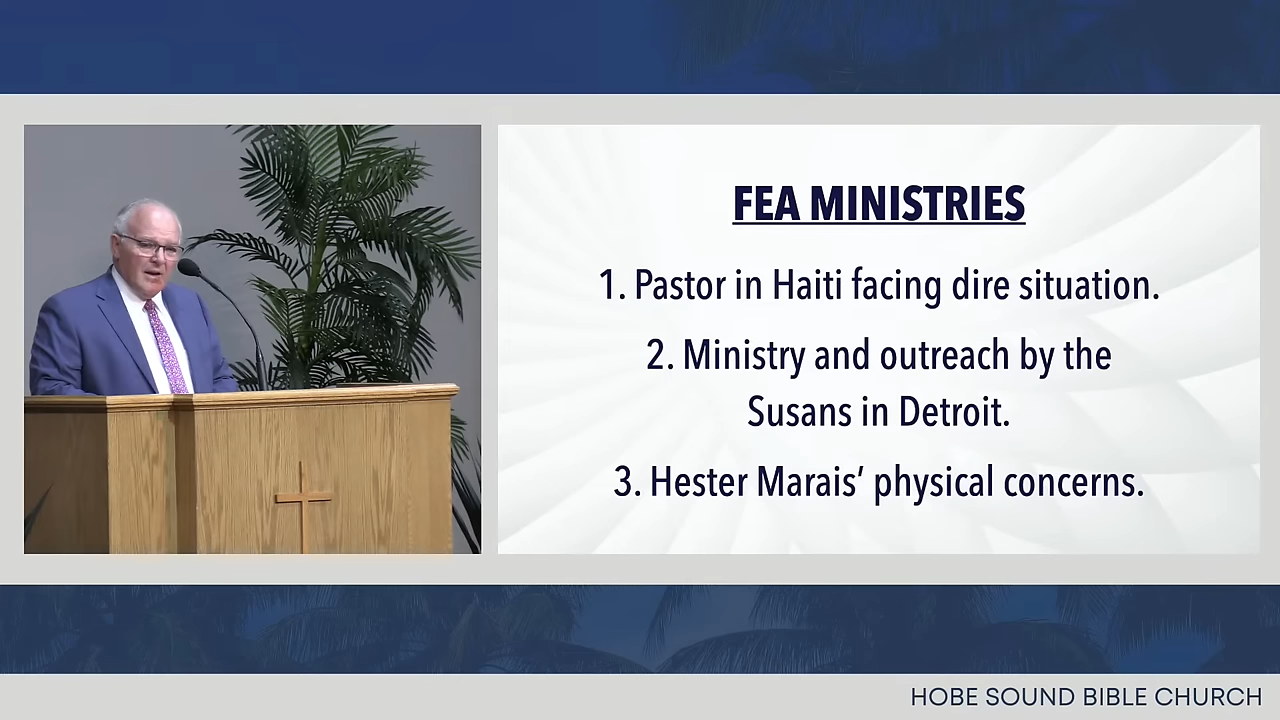 FEA MINISTRIES
1. Pastor in Haiti facing dire situation.
2. Ministry and outreach by the
Susans in Detroit.
3. Hester Marais’ physical concerns.
HOBE SOUND BIBLE CHURCH